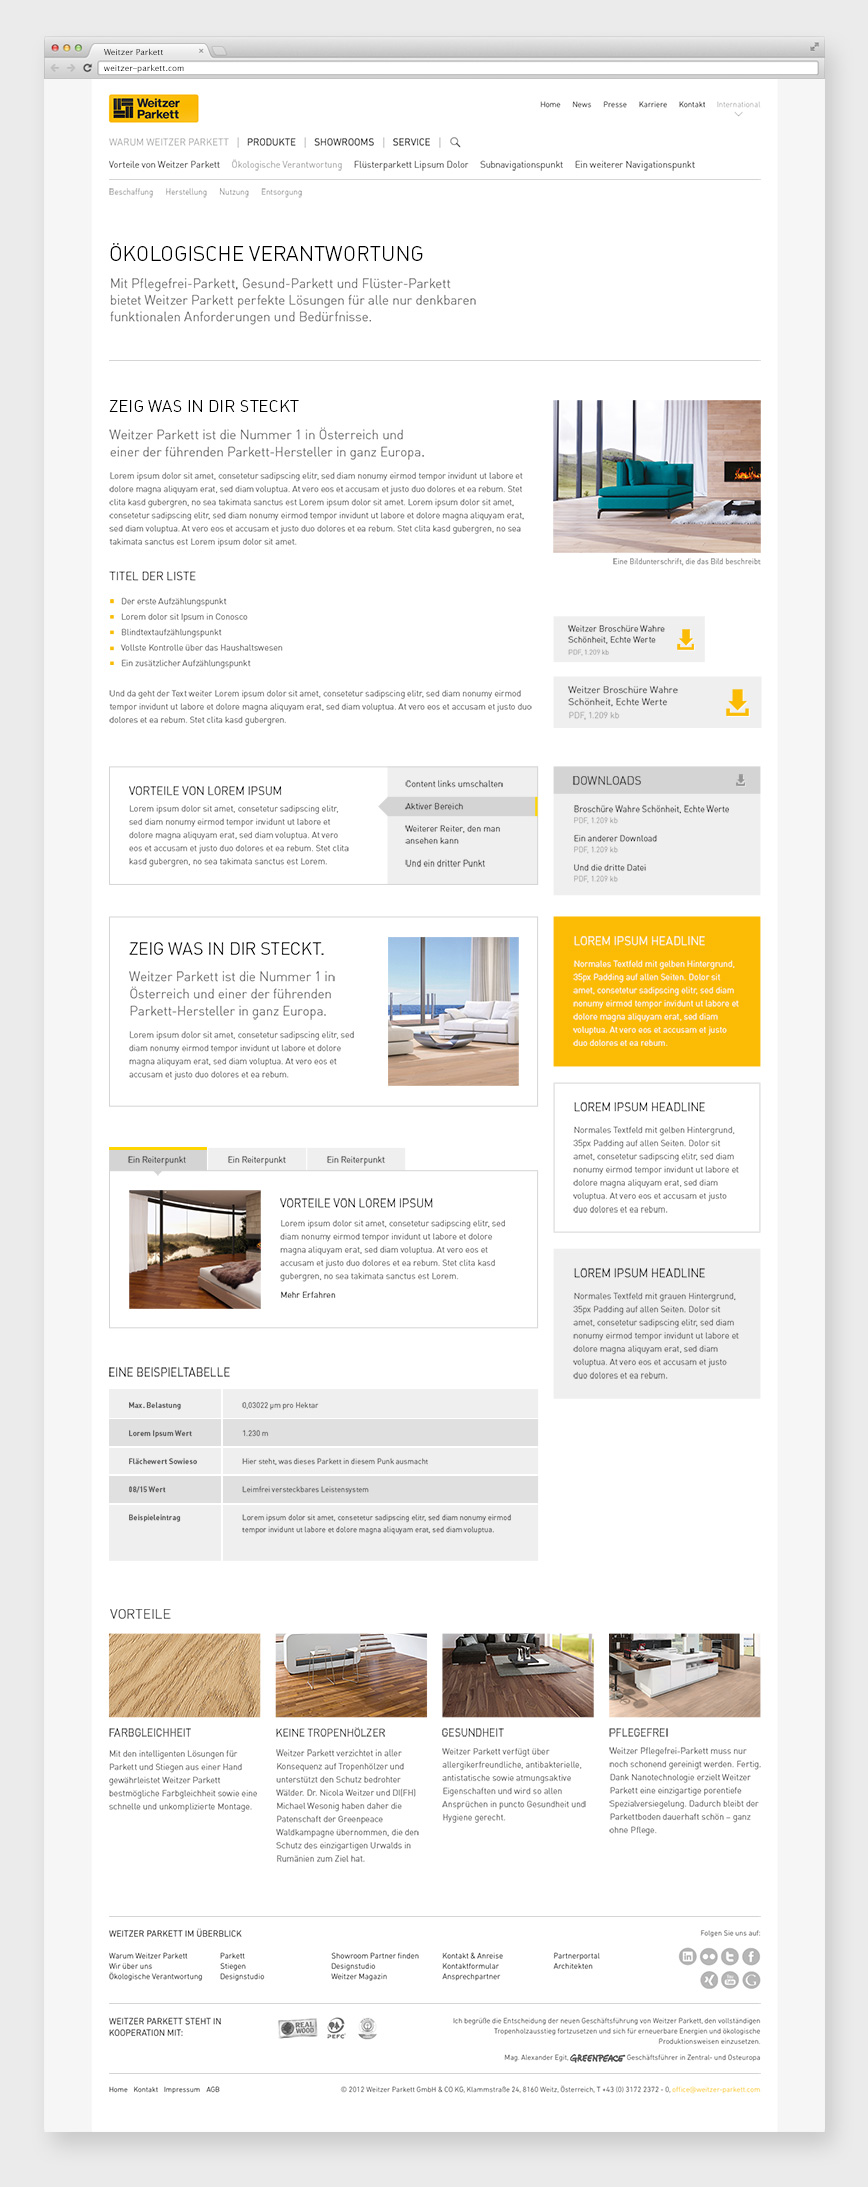 Weitzer Parkett
weitzer-parkett.com
Weitzer
Parkett
Home News Presse Karriere Kontakt International
WARUM WEITZER PARKETT | PRODUKTE | SHOWROOMS | SERVICE |
Vorteile von Weitzer Parkett Ökologische Verantwortung Flüsterparkett Lipsum Dolor Subnavigationspunkt Ein weiterer Navigationspunkt
Beschaffung Herstellung Nutzung Entsorgung
ÖKOLOGISCHE VERANTWORTUNG
Mit Pflegefrei-Parkett, Gesund-Parkett und Flüster-Parkett
bietet Weitzer Parkett perfekte Lösungen für alle nur denkbaren
funktionalen Anforderungen und Bedürfnisse.
ZEIG WAS IN DIR STECKT
Weitzer Parkett ist die Nummer 1 in Österreich und
einer der führenden Parkett-Hersteller in ganz Europa.
Lorem ipsum dolor sit amet, consetetur sadipscing elitr, sed diam nonumy eirmod tempor invidunt ut labore et
dolore magna aliquyam erat, sed diam voluptua. At vero eos et accusam et justo duo dolores et ea rebum. Stet
clita kasd gubergren, no sea takimata sanctus est Lorem ipsum dolor sit amet. Lorem ipsum dolor sit amet,
consetetur sadipscing elitr, sed diam nonumy eirmod tempor invidunt ut labore et dolore magna aliquyam erat,
sed diam voluptua. At vero eos et accusam et justo duo dolores et ea rebum. Stet clita kasd gubergren, no sea
takimata sanctus est Lorem ipsum dolor sit amet.
Eine Bildunterschrift, die das Bild beschreibt
TITEL DER LISTE
Der erste Aufzählungspunkt
Lorem dolor sit Ipsum in Conosco
Blindtextaufzählungspunkt
Vollste Kontrolle über das Haushaltswesen
Ein zusätzlicher Aufzählungspunkt
Und da geht der Text weiter Lorem ipsum dolor sit amet, consetetur sadipscing elitr, sed diam nonumy eirmod
tempor invidunt ut labore et dolore magna aliquyam erat, sed diam voluptua. At vero eos et accusam et justo duo
dolores et ea rebum. Stet clita kasd gubergren.
Weitzer Broschüre Wahre
Schönheit, Echte Werte
PDF, 1.209 kb
Weitzer Broschüre Wahre
Schönheit, Echte Werte
PDF, 1.209 kb
VORTEILE VON LOREM IPSUM
Lorem ipsum dolor sit amet, consetetur sadipscing elitr,
sed diam nonumy eirmod tempor invidunt ut labore et
dolore magna aliquyam erat, sed diam voluptua. At vero
eos et accusam et justo duo dolores et ea rebum. Stet clita
kasd gubergren, no sea takimata sanctus est Lorem.
Content links umschalten
Aktiver Bereich
Weiterer Reiter, den man
ansehen kann
Und ein dritter Punkt
DOWNLOADS
Broschüre Wahre Schönheit, Echte Werte
PDF, 1.209 kb
Ein anderer Download
PDF, 1.209 kb
Und die dritte Datei
PDF, 1.209 kb
ZEIG WAS IN DIR STECKT.
Weitzer Parkett ist die Nummer 1 in
Österreich und einer der führenden
Parkett-Hersteller in ganz Europa.
Lorem ipsum dolor sit amet, consetetur sadipscing elitr, sed
diam nonumy eirmod tempor invidunt ut labore et dolore
magna aliquyam erat, sed diam voluptua. At vero eos et
accusam et justo duo dolores et ea rebum.
LOREM IPSUM HEADLINE
Normales Textfeld mit gelben Hintergrund,
35px Padding auf allen Seiten. Dolor sit
amet, consetetur sadipscing elitr, sed diam
nonumy eirmod tempor invidunt ut labore et
dolore magna aliquyam erat, sed diam
voluptua. At vero eos et accusam et justo
duo dolores et ea rebum.
LOREM IPSUM HEADLINE
Normales Textfeld mit gelben Hintergrund,
35px Padding auf allen Seiten. Dolor sit
amet, consetetur sadipscing elitr, sed diam
nonumy eirmod tempor invidunt ut labore et
dolore magna aliquyam erat, sed diam
voluptua. At vero eos et accusam et justo
duo dolores et ea rebum.
Ein Reiterpunkt Ein Reiterpunkt Ein Reiterpunkt
VORTEILE VON LOREM IPSUM
Lorem ipsum dolor sit amet, consetetur sadipscing elitr,
sed diam nonumy eirmod tempor invidunt ut labore et dolore
magna aliquyam erat, sed diam voluptua. At vero eos et
accusam et justo duo dolores et ea rebum. Stet clita kasd
gubergren, no sea takimata sanctus est Lorem.
Mehr Erfahren
LOREM IPSUM HEADLINE
Normales Textfeld mit grauen Hintergrund,
35px Padding auf allen Seiten. Dolor sit
amet, consetetur sadipscing elitr, sed diam
nonumy eirmod tempor invidunt ut labore et
dolore magna aliquyam erat, sed diam
voluptua. At vero eos et accusam et justo
duo dolores et ea rebum.
EINE BEISPIELTABELLE
Max. Belastung 0,03022 µm pro Hektar
Lorem Ipsum Wert 1.230 m
Flächewert Sowieso Hier steht, was dieses Parkett in diesem Punk ausmacht
08/15 Wert Leimfrei versteckbares Leistensystem
Beispieleintrag Lorem ipsum dolor sit amet, consetetur sadipscing elitr, sed diam nonumy eirmod
tempor invidunt ut labore et dolore magna aliquyam erat, sed diam voluptua.
VORTEILE
FARBGLEICHHEIT
Mit den intelligenten Lösungen für
Parkett und Stiegen aus einer Hand
gewährleistet Weitzer Parkett
bestmögliche Farbgleichheit sowie eine
schnelle und unkomplizierte Montage.
KEINE TROPENHÖLZER
Weitzer Parkett verzichtet in aller
Konsequenz auf Tropenhölzer und
unterstützt den Schutz bedrohter
Wälder. Dr. Nicola Weitzer und DI(FH)
Michael Wesonig haben daher die
Patenschaft der Greenpeace
Waldkampagne übernommen, die den
Schutz des einzigartigen Urwalds in
Rumänien zum Ziel hat.
GESUNDHEIT
Weitzer Parkett verfügt über
allergikerfreundliche, antibakterielle,
antistatische sowie atmungsaktive
Eigenschaften und wird so allen
Ansprüchen in puncto Gesundheit und
Hygiene gerecht.
PFLEGEFREI
Weitzer Pflegefrei-Parkett muss nur
noch schonend gereinigt werden. Fertig.
Dank Nanotechnologie erzielt Weitzer
Parkett eine einzigartige porentiefe
Spezialversiegelung. Dadurch bleibt der
Parkettboden dauerhaft schön – ganz
ohne Pflege.
WEITZER PARKETT IM ÜBERBLICK
Folgen Sie uns auf:
Warum Weitzer Parkett Parkett Showroom Partner finden Kontakt & Anreise Partnerportal
Wir über uns Stiegen Designstudio Kontaktformular Architekten
Ökologische Verantwortung Designstudio Weitzer Magazin Ansprechpartner
WEITZER PARKETT STEHT IN
KOOPERATION MIT:
REAL
WOOD
PEFC
Ich begrüße die Entscheidung der neuen Geschäftsführung von Weitzer Parkett, den vollständigen
Tropenholzausstieg fortzusetzen und sich für erneuerbare Energien und ökologische
Produktionsweisen einzusetzen.
Mag. Alexander Egit, GREENPEACE Geschäftsführer in Zentral- und Osteuropa
Home Kontakt Impressum AGB
© 2012 Weitzer Parkett GmbH & CO KG, Klammstraße 24, 8160 Weitz, Österreich, T +43 (0) 3172 2372 - 0, office@weitzer-parkett.com